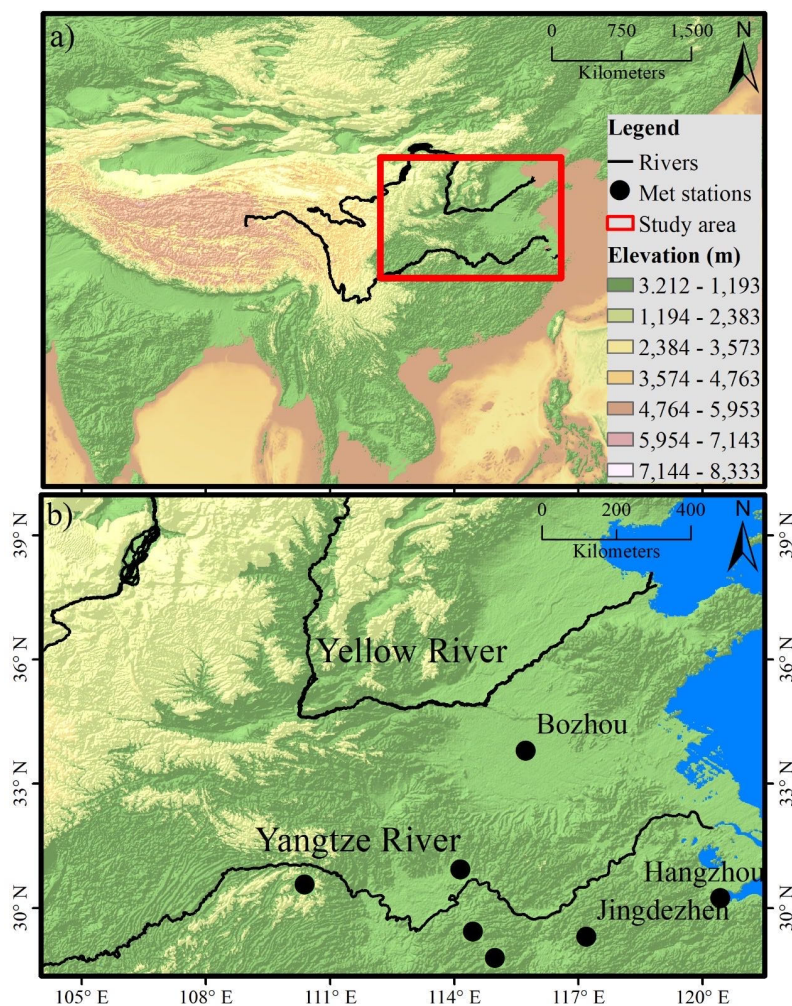 a)
N
0 750 1,500
Kilometers
Legend
Rivers
Met stations
Study area
Elevation (m)
3.212 - 1,193
1,194 - 2,383
2,384 - 3,573
3,574 - 4,763
4,764 - 5,953
5,954 - 7,143
7,144 - 8,333
b)
N
0 200 400
Kilometers
39° N
39° N
Yellow River
36° N
36° N
Bozhou
33° N
33° N
Yangtze River
Hangzhou
Jingdezhen
30° N
30° N
105° E 108° E 111° E 114° E 117° E 120° E